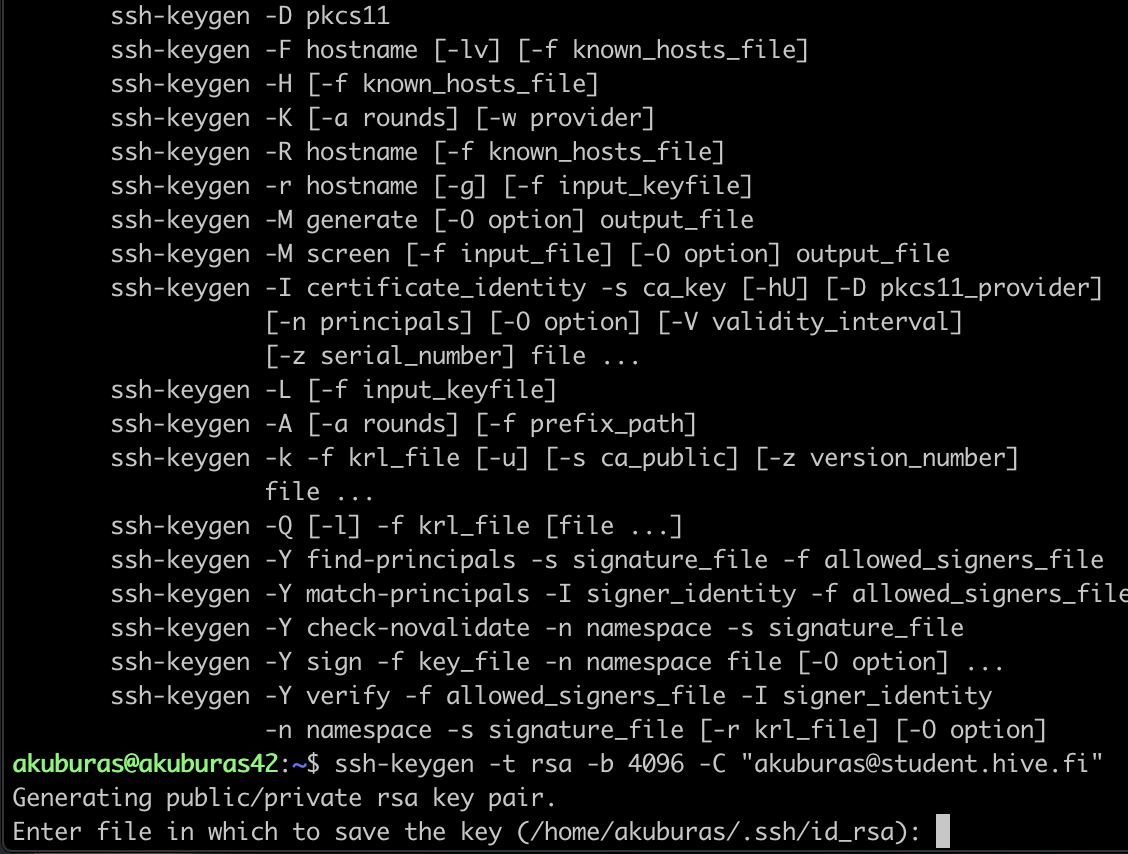 ssh-keygen -D pkcs11
ssh-keygen -F hostname [-lv] [-f known_hosts_file]
ssh-keygen -H [-f known_hosts_file]
ssh-keygen -K [-a rounds] [-w provider]
ssh-keygen -R hostname [-f known_hosts_file]
ssh-keygen -r hostname [-g] [-f input_keyfile]
ssh-keygen -M generate [-O option] output_file
ssh-keygen -M screen [-f input_file] [-O option] output_file
ssh-keygen -I certificate_identity -s ca_key [-hU] [-D pkcs11_provider]
[-n principals] [-O option] [-V validity_interval]
[-z serial_number] file ...
ssh-keygen -L [-f input_keyfile]
ssh-keygen -A [-a rounds] [-f prefix_path]
ssh-keygen -k -f krl_file [-u] [-s ca_public] [-z version_number]
file ...
ssh-keygen -Q [-l] -f krl_file [file ...]
ssh-keygen -Y find-principals -s signature_file -f allowed_signers_file
ssh-keygen -Y match-principals -I signer_identity -f allowed_signers_file
ssh-keygen -Y check-novalidate -n namespace -s signature_file
ssh-keygen -Y sign -f key_file -n namespace file [-O option] ...
ssh-keygen -Y verify -f allowed_signers_file -I signer_identity
-n namespace -s signature_file [-r krl_file] [-O option]
akuburas@akuburas42:~$ ssh-keygen -t rsa -b 4096 -C "akuburas@student.hive.fi"
Generating public/private rsa key pair.
Enter file in which to save the key (/home/akuburas/.ssh/id_rsa):